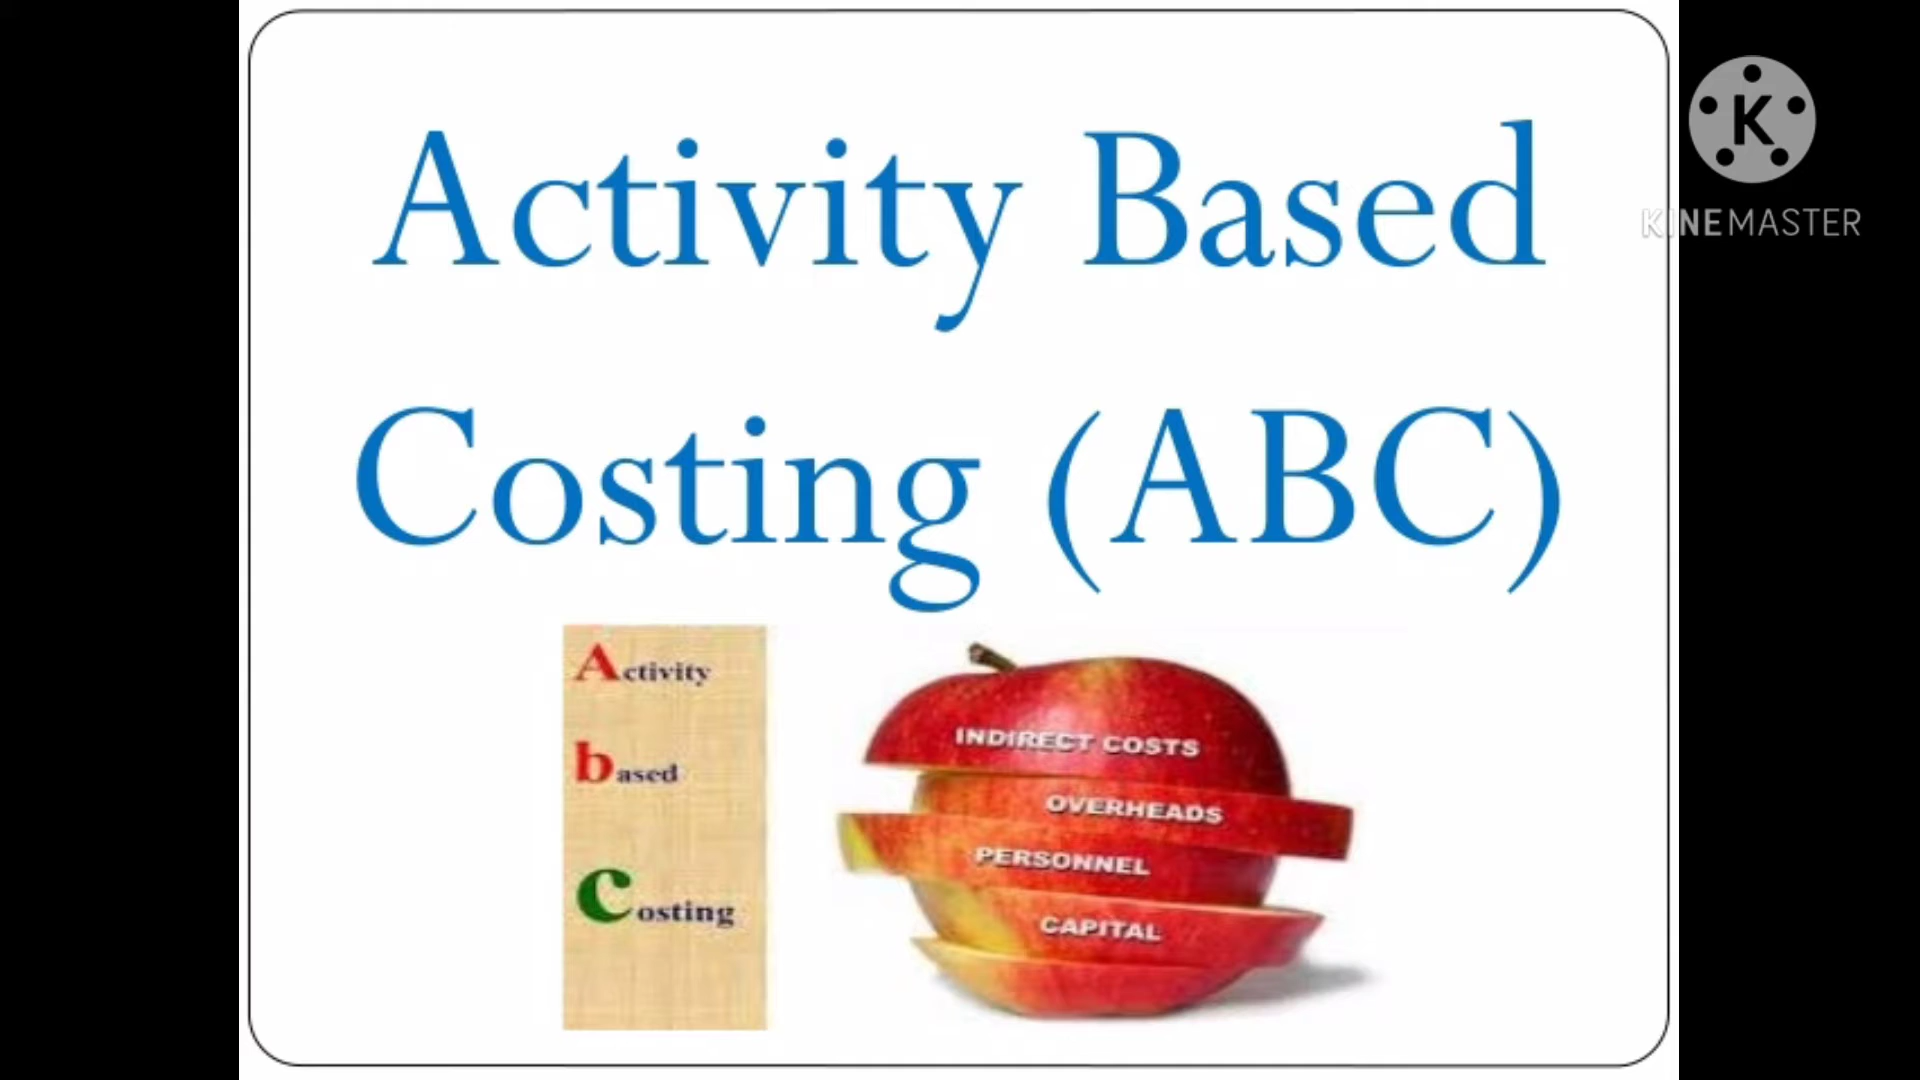 Activity Based
Costing (ABC)
K
KINEMASTER
Activity
based
Costing
INDIRECT COSTS
OVERHEADS
PERSONNEL
CAPITAL